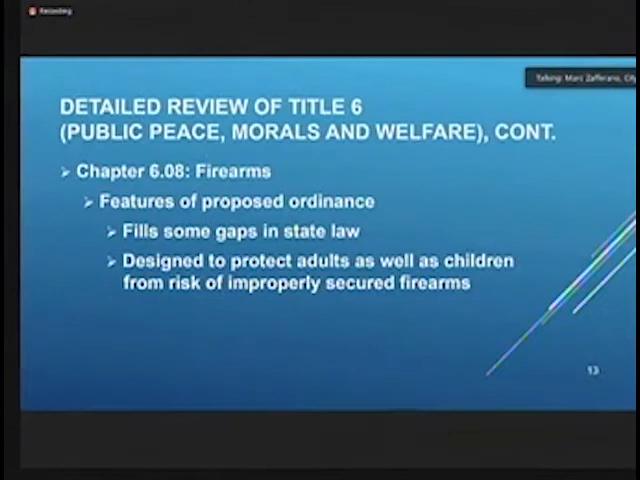 Recording
Talking: Marc Zafferano, City
DETAILED REVIEW OF TITLE 6
(PUBLIC PEACE, MORALS AND WELFARE), CONT.
Chapter 6.08: Firearms
Features of proposed ordinance
Fills some gaps in state law
Designed to protect adults as well as children
from risk of improperly secured firearms
13